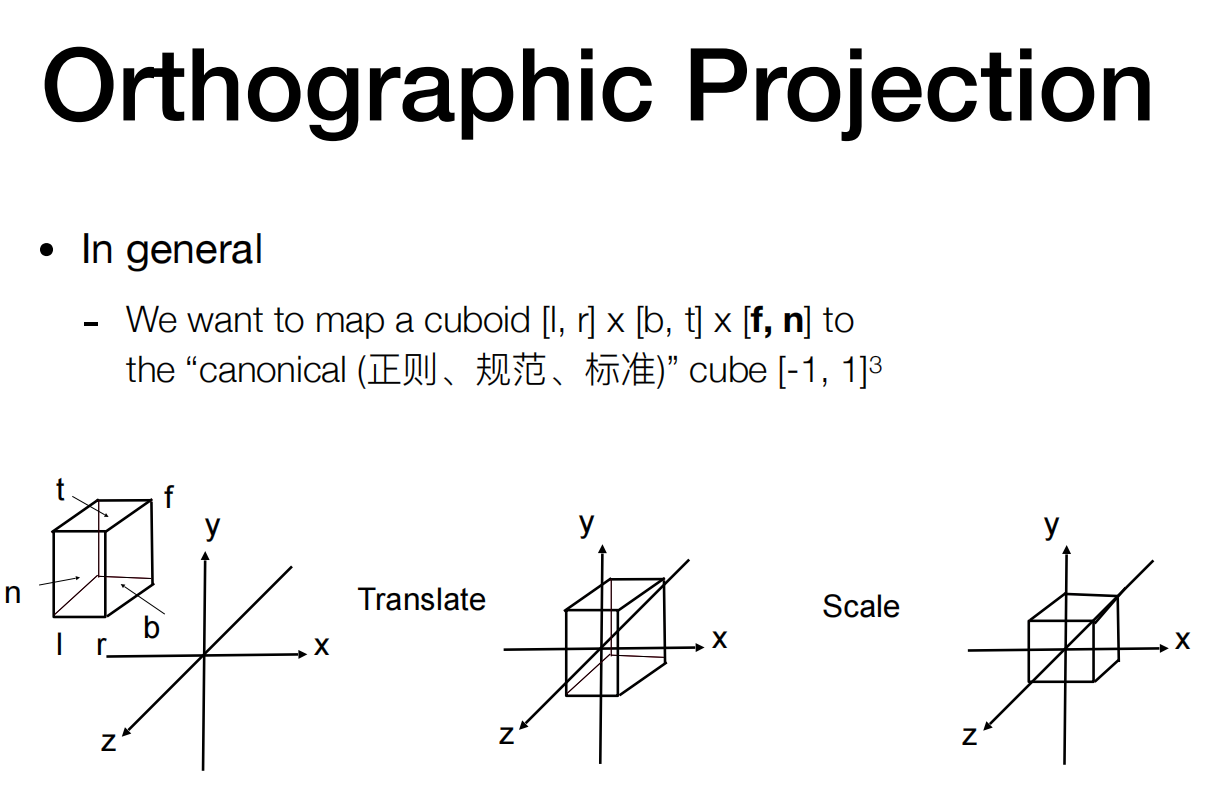 Orthographic Projection
• In general
- We want to map a cuboid [l, r] x [b, t] x [f, n] to
the “canonical (正则、规范、标准)” cube [-1, 1]³
t
f
n
l
r
b
y
x
z
Translate
y
x
z
Scale
y
x
z